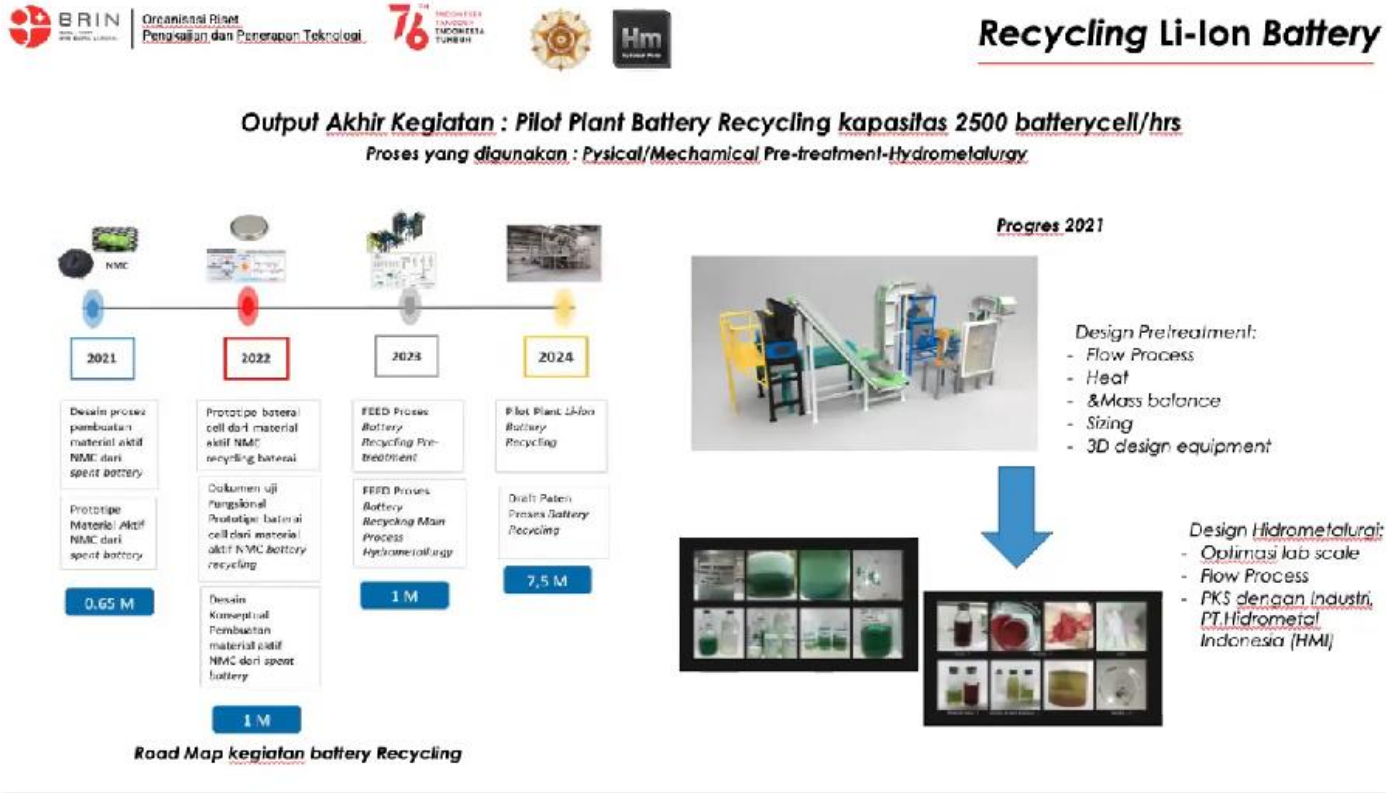 BRIN
Organisasi Riset
Pengkajian dan Penerapan Teknologi
76
TH
INDONESIA
TANGGUH
INDONESIA
TUMBUH
Hm
Recycling Li-Ion Battery
Output Akhir Kegiatan : Pilot Plant Battery Recycling kapasitas 2500 batterycell/hrs
Proses yang digunakan : Pysical/Mechamical Pre-treatment-Hydrometalurgy
NMC
2021
2022
2023
2024
Desain proses
pembuatan
material aktif
NMC dari
spent battery
Prototipe
Material Aktif
NMC dari
spent battery
0.65 M
Prototipe baterai
cell dari material
aktif NMC
recycling baterai
Dokumen uji
Fungsional
Prototipe baterai
cell dari material
aktif NMC battery
recycling
Desain
Konseptual
Pembuatan
material aktif
NMC dari spent
battery
1 M
FEED Proses
Battery
Recycling Pre-
treatment
FEED Proses
Battery
Recycling Main
Process
Hydrometallurgy
1 M
Pilot Plant Li-Ion
Battery
Recycling
Draft Paten
Proses Battery
Recycling
7,5 M
Road Map kegiatan battery Recycling
Progres 2021
Design Pretreatment:
- Flow Process
- Heat
- &Mass balance
- Sizing
- 3D design equipment
Design Hidrometalurgi:
- Optimasi lab scale
- Flow Process
- PKS dengan Industri,
PT.Hidrometal
Indonesia (HMI)